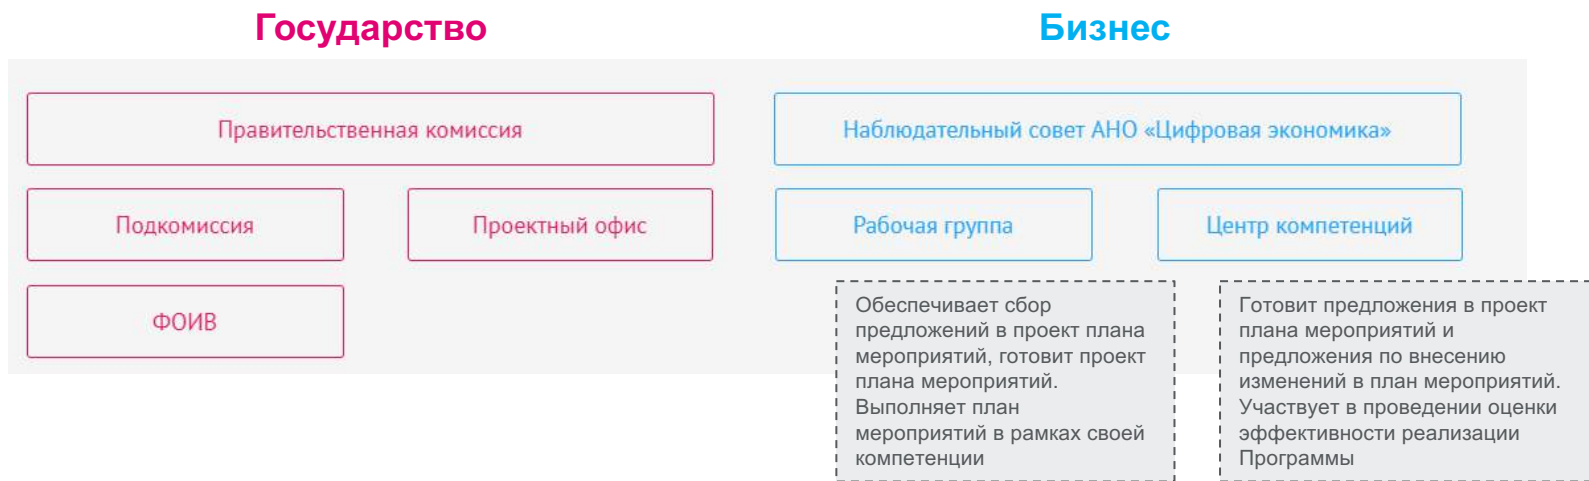 Государство
Бизнес
Правительственная комиссия
Наблюдательный совет АНО «Цифровая экономика»
Подкомиссия
Проектный офис
Рабочая группа
Центр компетенций
ФОИВ
Обеспечивает сбор
предложений в проект плана
мероприятий, готовит проект
плана мероприятий.
Выполняет план
мероприятий в рамках своей
компетенции
Готовит предложения в проект
плана мероприятий и
предложения по внесению
изменений в план мероприятий.
Участвует в проведении оценки
эффективности реализации
Программы